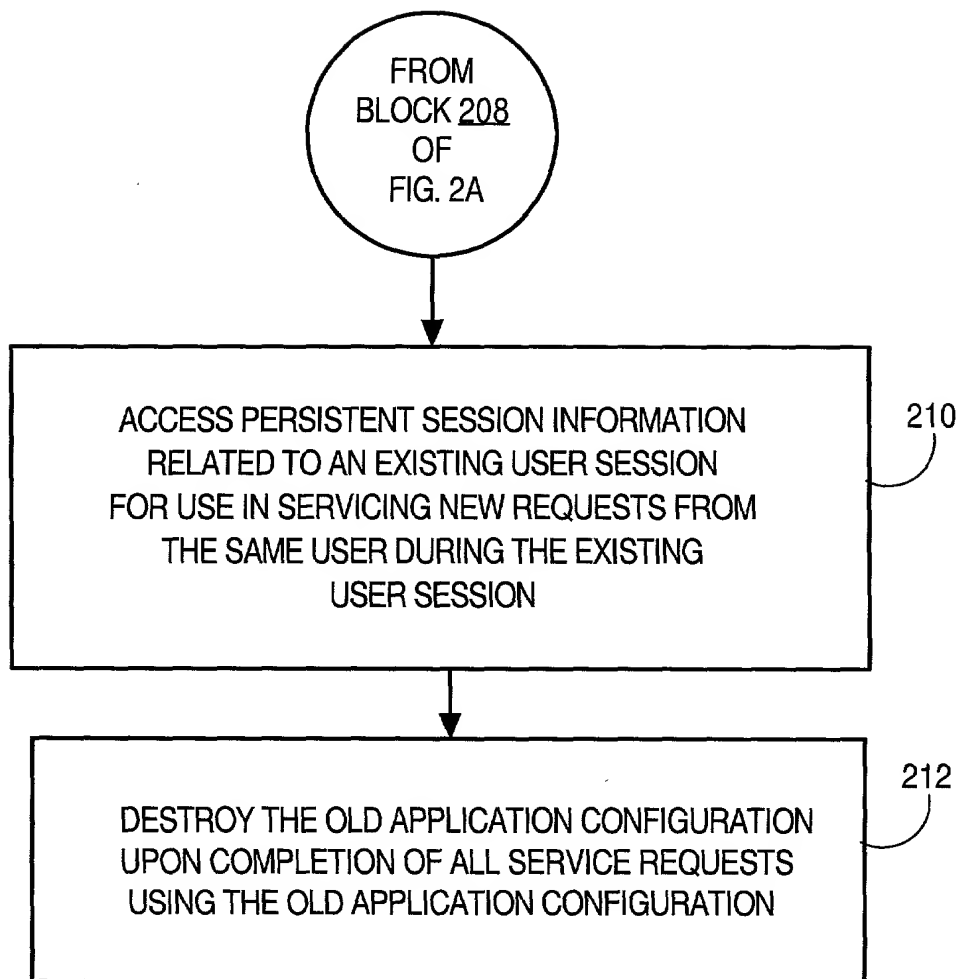 FROM
BLOCK 208
OF
FIG. 2A
ACCESS PERSISTENT SESSION INFORMATION
RELATED TO AN EXISTING USER SESSION
FOR USE IN SERVICING NEW REQUESTS FROM
THE SAME USER DURING THE EXISTING
USER SESSION
210
DESTROY THE OLD APPLICATION CONFIGURATION
UPON COMPLETION OF ALL SERVICE REQUESTS
USING THE OLD APPLICATION CONFIGURATION
212